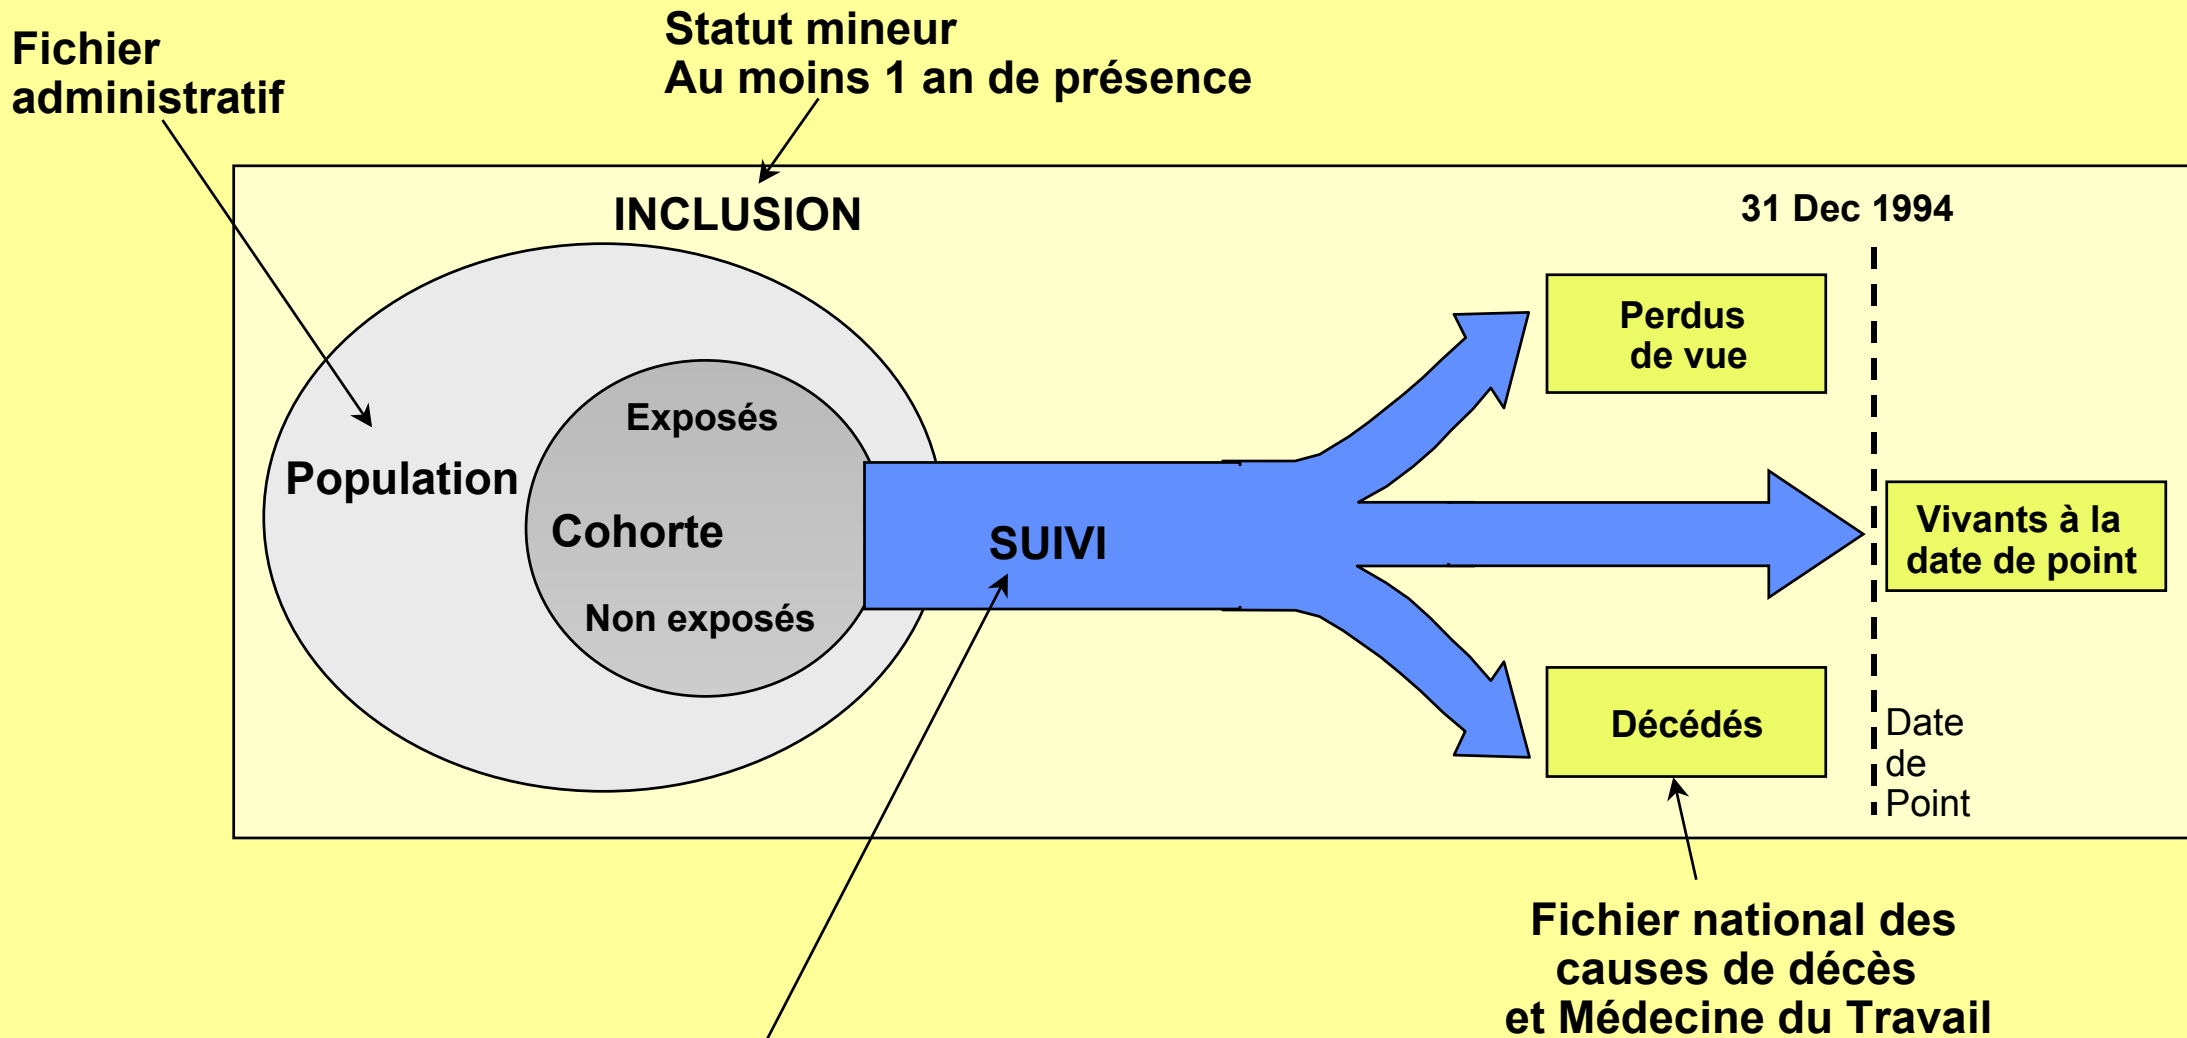 Fichier
administratif
Statut mineur
Au moins 1 an de présence
INCLUSION
31 Dec 1994
Population
Exposés
Cohorte
Non exposés
SUIVI
Perdus
de vue
Vivants à la
date de point
Décédés
Date
de
Point
Fichier national des
causes de décès
et Médecine du Travail